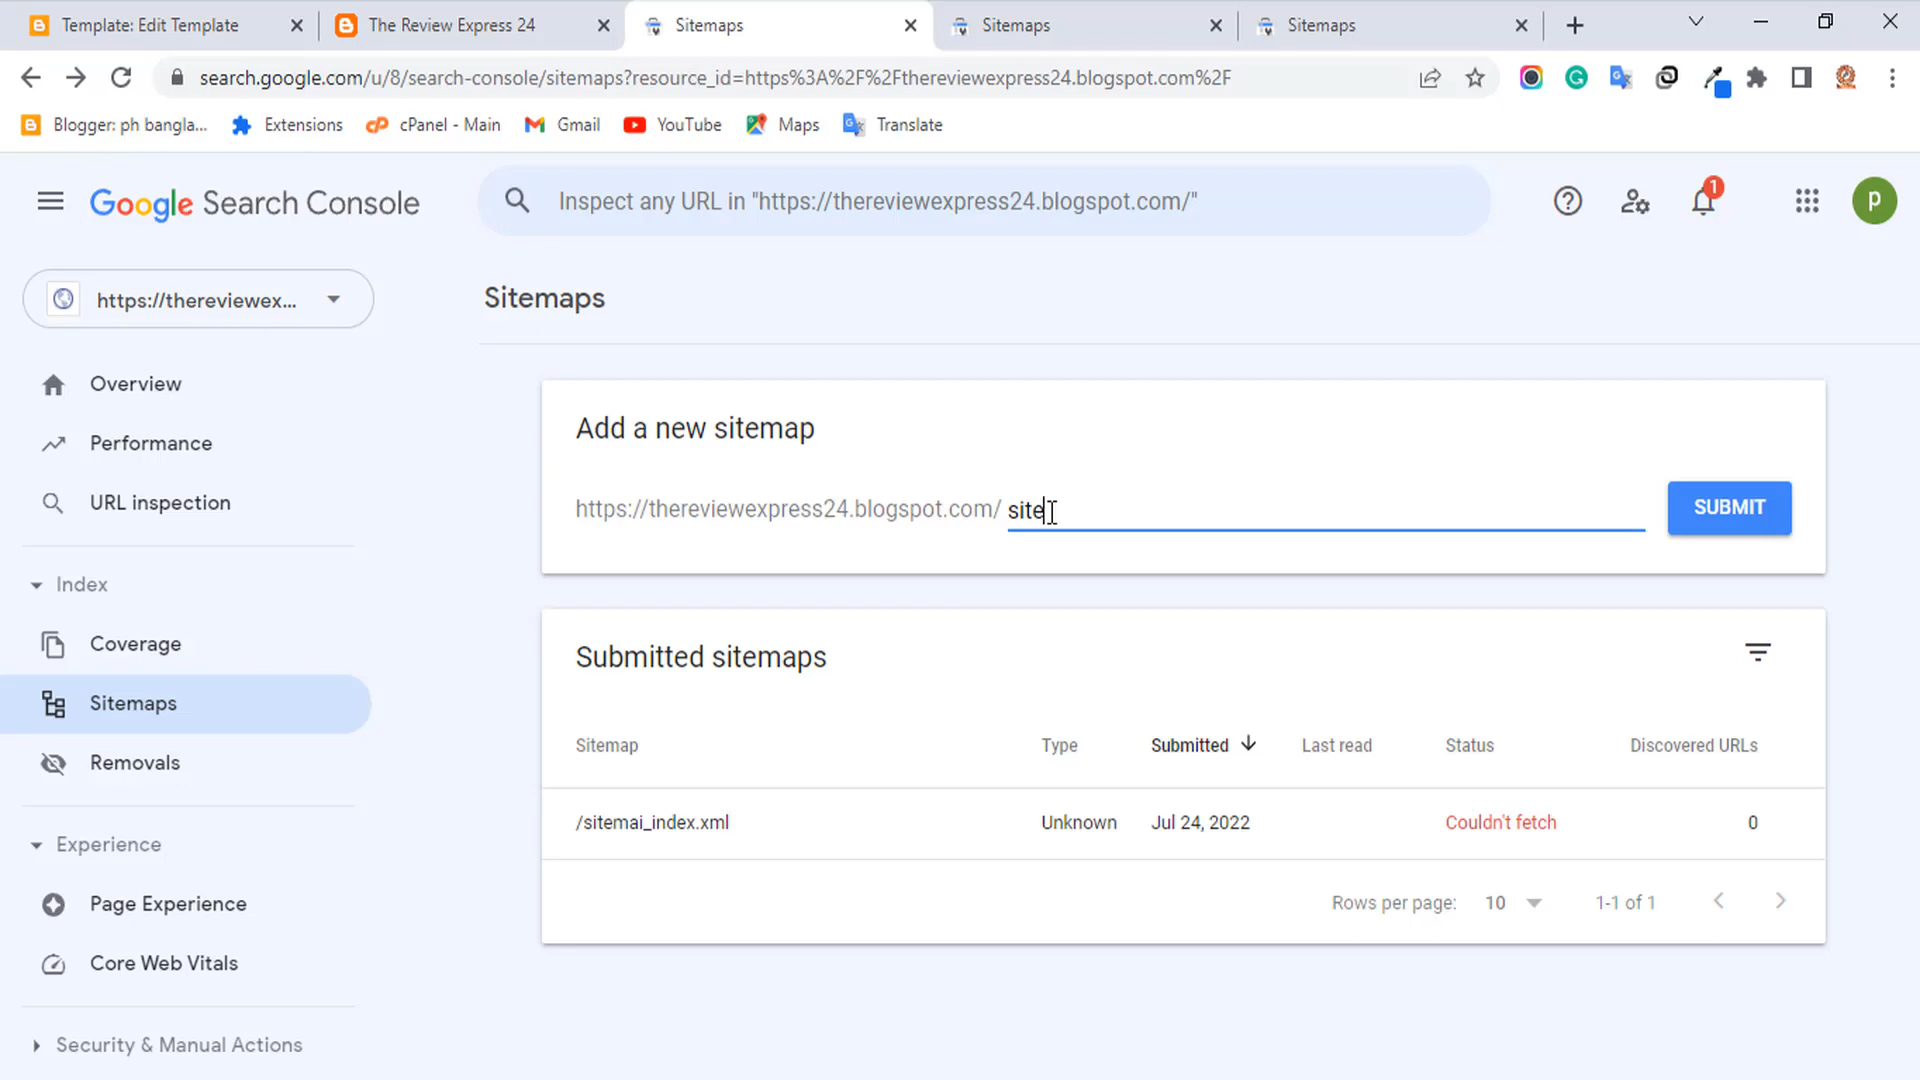 Template: Edit Template
The Review Express 24
Sitemaps
Sitemaps
Sitemaps
search.google.com/u/8/search-console/sitemaps?resource_id=https%3A%2F%2Fthereviewexpress24.blogspot.com%2F
Blogger: ph bangla...
Extensions
cPanel - Main
Gmail
YouTube
Maps
Translate
Google Search Console
Inspect any URL in "https://thereviewexpress24.blogspot.com/"
1
p
https://thereviewex...
Sitemaps
Overview
Performance
URL inspection
Index
Coverage
Sitemaps
Removals
Experience
Page Experience
Core Web Vitals
Security & Manual Actions
Add a new sitemap
https://thereviewexpress24.blogspot.com/ site
SUBMIT
Submitted sitemaps
Sitemap Type Submitted Last read Status Discovered URLs
/sitemai_index.xml Unknown Jul 24, 2022 Couldn't fetch 0
Rows per page: 10 1-1 of 1